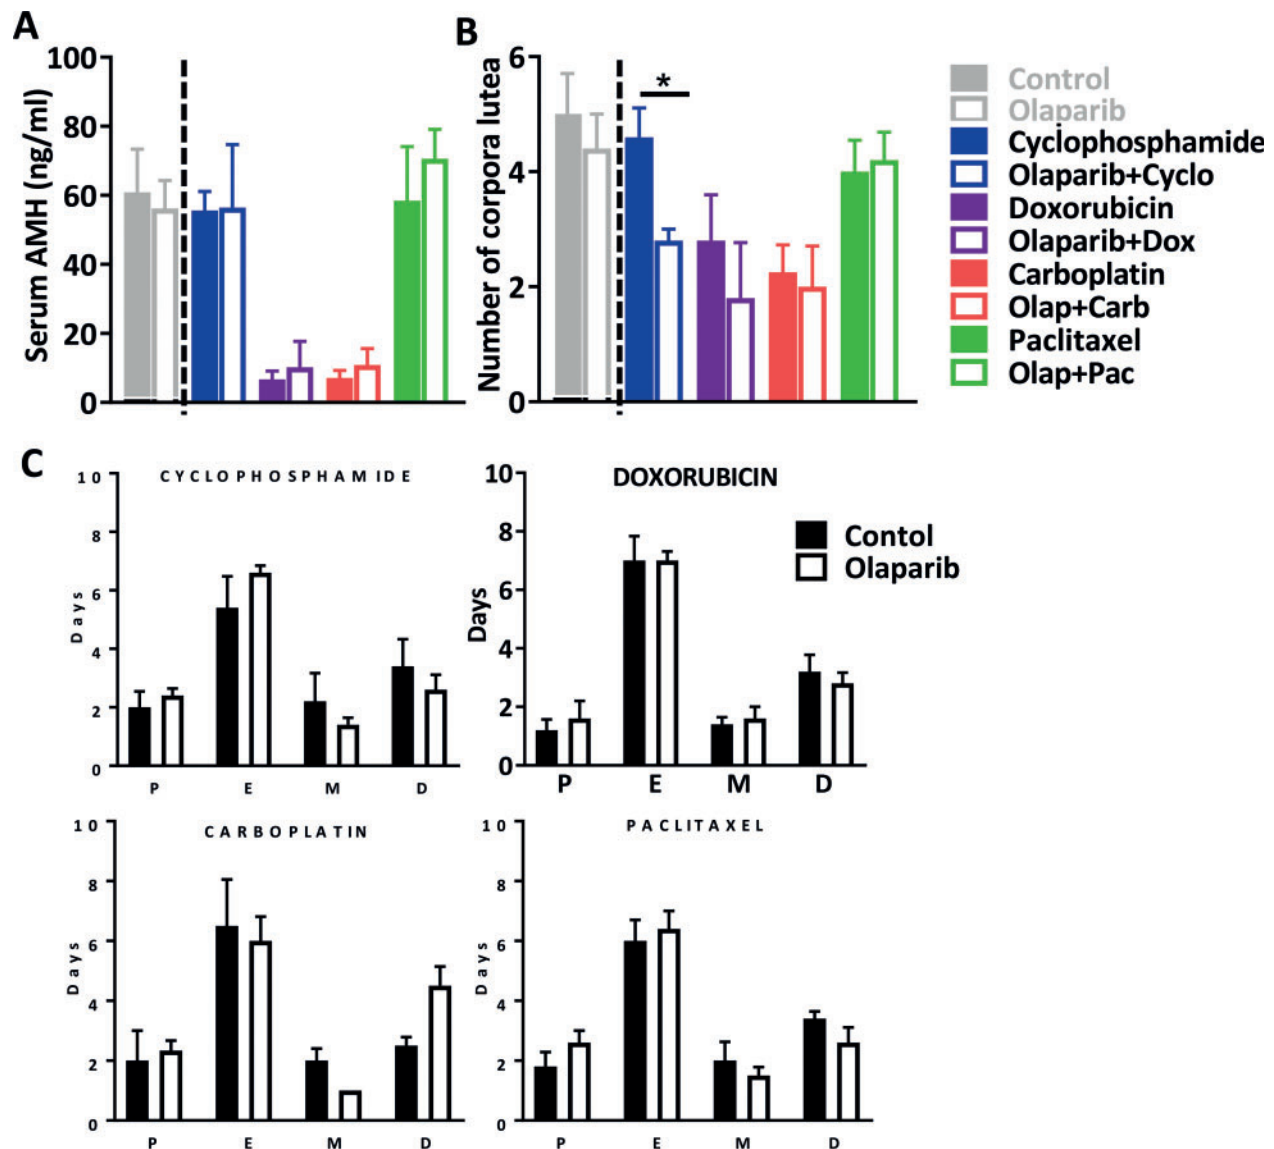 A
100
80
60
40
20
0
Serum AMH (ng/ml)
B
6
4
2
0
Number of corpora lutea
*
Control
Olaparib
Cyclophosphamide
Olaparib+Cyclo
Doxorubicin
Olaparib+Dox
Carboplatin
Olap+Carb
Paclitaxel
Olap+Pac
C
CYCLOPHOSPHAMIDE
10
8
6
4
2
0
Days
P E M D
DOXORUBICIN
10
8
6
4
2
0
Days
P E M D
Contol
Olaparib
CARBOPLATIN
10
8
6
4
2
0
Days
P E M D
PACLITAXEL
10
8
6
4
2
0
Days
P E M D